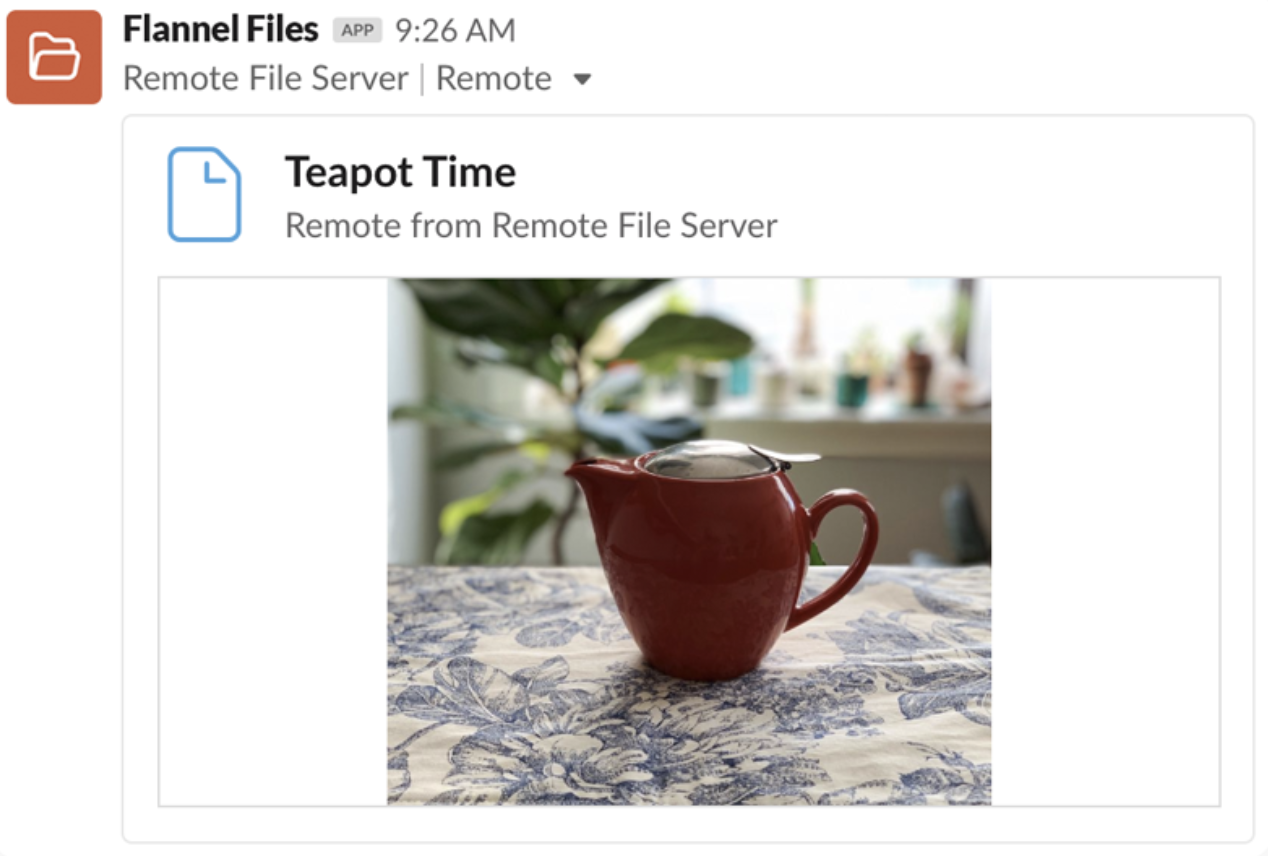 Flannel Files APP 9:26 AM
Remote File Server | Remote
Teapot Time
Remote from Remote File Server